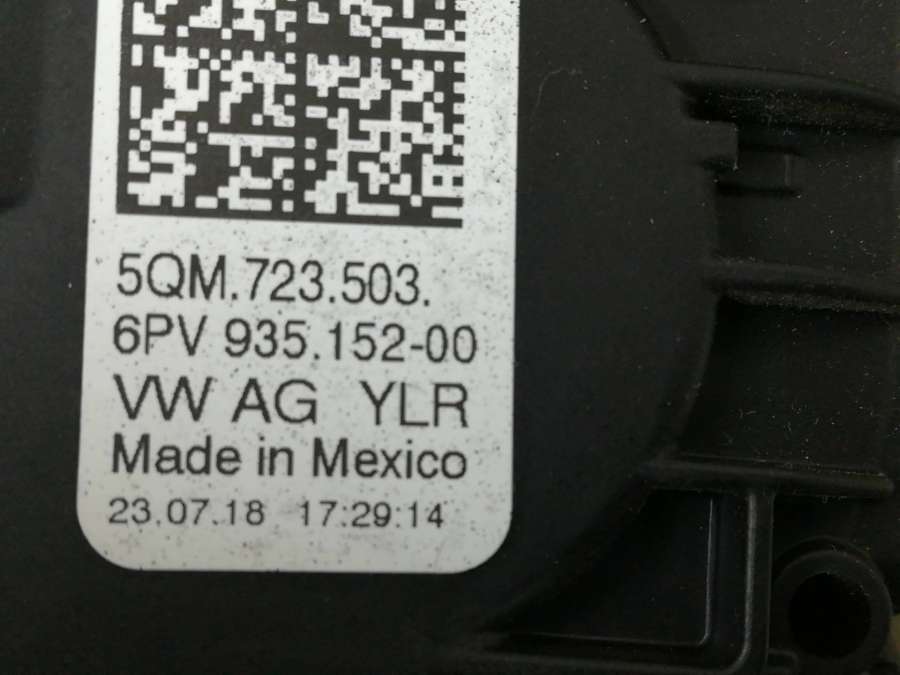 5QM.723.503.
6PV 935.152-00
VW AG YLR
Made in Mexico
23.07.18 17:29:14